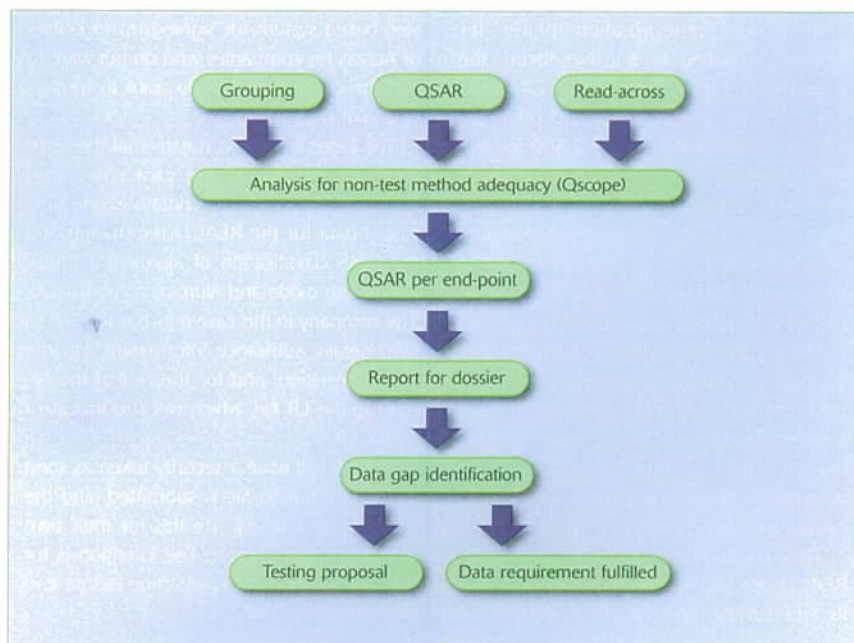 Grouping
QSAR
Read-across
Analysis for non-test method adequacy (Qscope)
QSAR per end-point
Report for dossier
Data gap identification
Testing proposal
Data requirement fulfilled